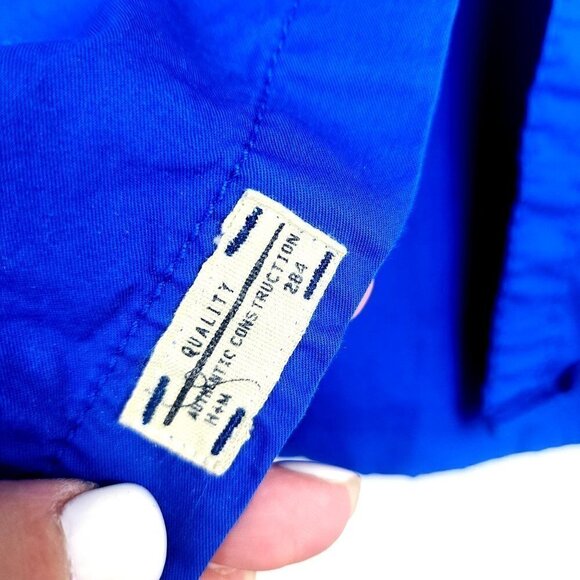 QUALITY
AUTHENTIC CONSTRUCTION
H+M 284